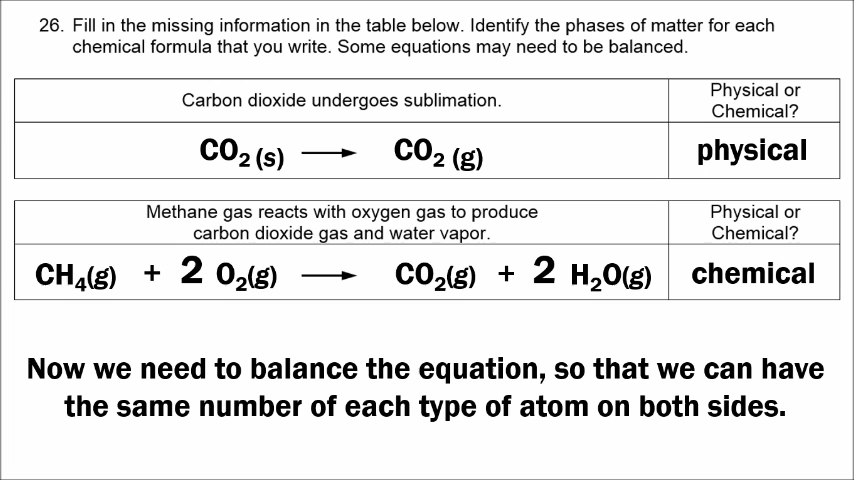 26. Fill in the missing information in the table below. Identify the phases of matter for each
chemical formula that you write. Some equations may need to be balanced.
Carbon dioxide undergoes sublimation.
Physical or
Chemical?
CO₂ (s) ⟶ CO₂ (g)
physical
Methane gas reacts with oxygen gas to produce
carbon dioxide gas and water vapor.
Physical or
Chemical?
CH₄(g) + 2 O₂(g) ⟶ CO₂(g) + 2 H₂O(g)
chemical
Now we need to balance the equation, so that we can have
the same number of each type of atom on both sides.